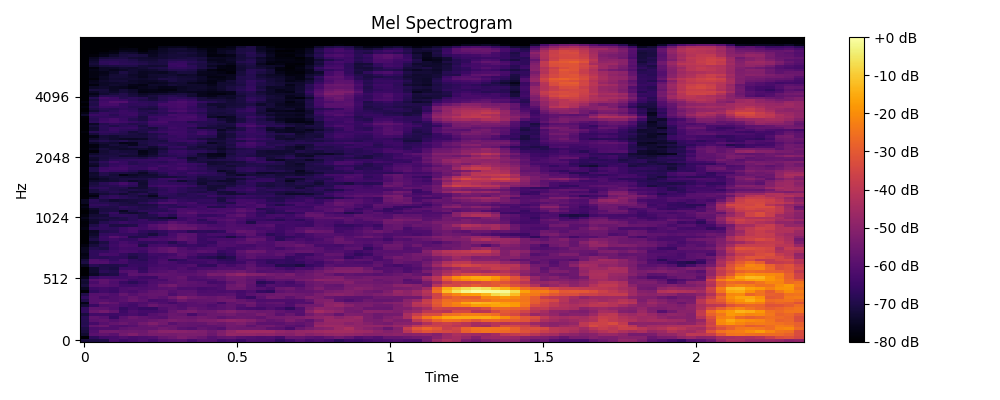 Mel Spectrogram
+0 dB
-10 dB
4096
-20 dB
2048
-30 dB
Hz
-40 dB
1024
-50 dB
512
-60 dB
-70 dB
0
-80 dB
0
0.5
1
1.5
2
Time